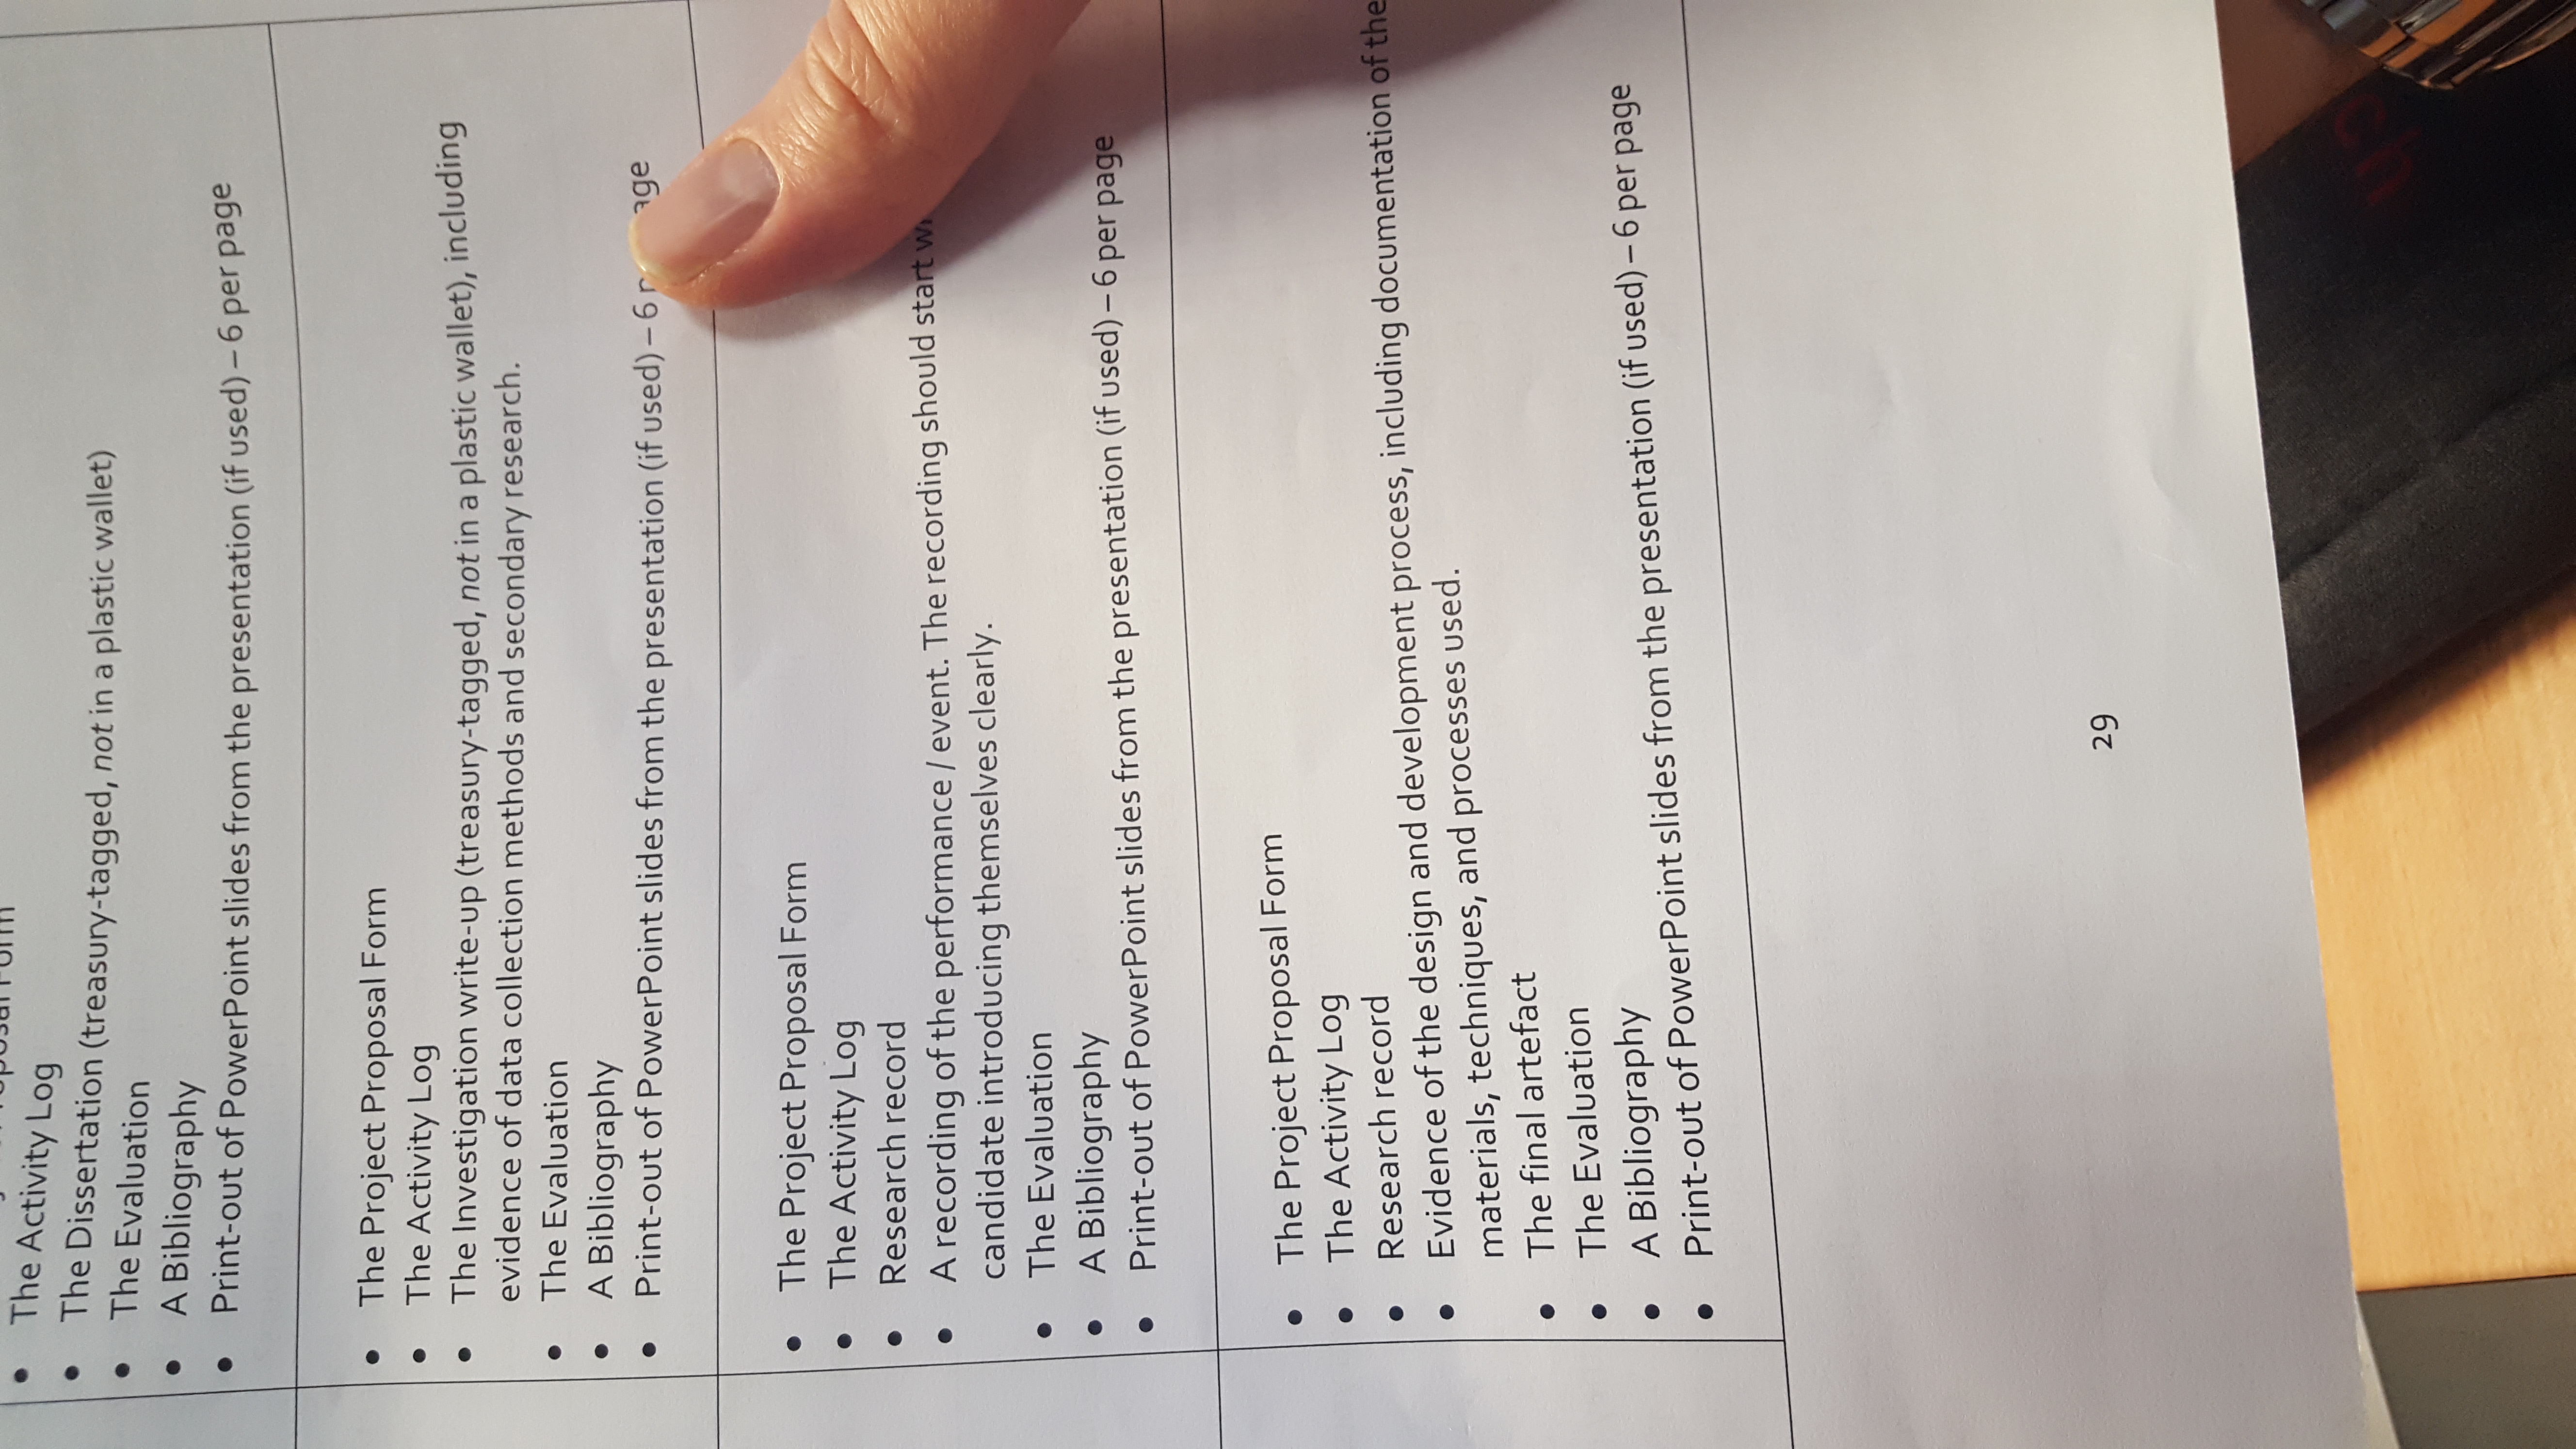 Proposal Form
• The Activity Log
• The Dissertation (treasury-tagged, not in a plastic wallet)
• The Evaluation
• A Bibliography
• Print-out of PowerPoint slides from the presentation (if used) – 6 per page
• The Project Proposal Form
• The Activity Log
• The Investigation write-up (treasury-tagged, not in a plastic wallet), including
evidence of data collection methods and secondary research.
• The Evaluation
• A Bibliography
• Print-out of PowerPoint slides from the presentation (if used) – 6
• The Project Proposal Form
• The Activity Log
• Research record
• A recording of the performance / event. The recording should start
candidate introducing themselves clearly.
• The Evaluation
• A Bibliography
• Print-out of PowerPoint slides from the presentation (if used) – 6 per page
• The Project Proposal Form
• The Activity Log
• Research record
• Evidence of the design and development process, including documentation of the
materials, techniques, and processes used.
• The final artefact
• The Evaluation
• A Bibliography
• Print-out of PowerPoint slides from the presentation (if used) – 6 per page
29